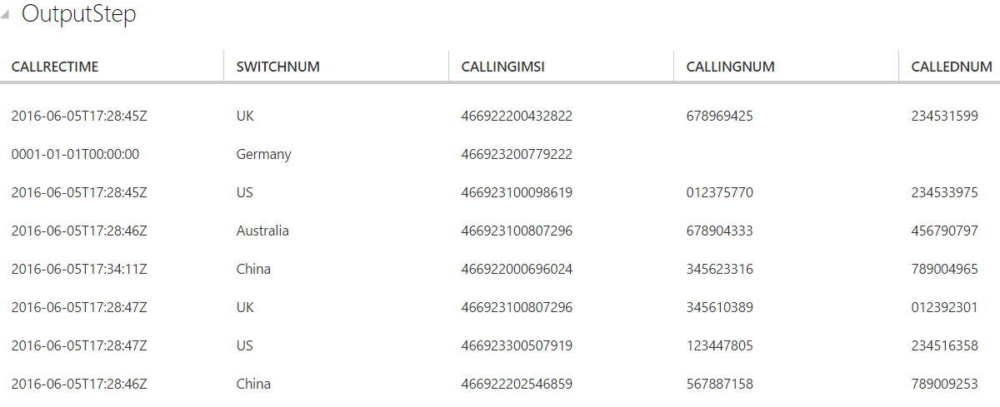 OutputStep
CALLRECTIME SWITCHNUM CALLINGIMSI CALLINGNUM CALLEDNUM
2016-06-05T17:28:45Z UK 466922200432822 678969425 234531599
0001-01-01T00:00:00 Germany 466923200779222
2016-06-05T17:28:45Z US 466923100098619 012375770 234533975
2016-06-05T17:28:46Z Australia 466923100807296 678904333 456790797
2016-06-05T17:34:11Z China 466922000696024 345623316 789004965
2016-06-05T17:28:47Z UK 466923100807296 345610389 012392301
2016-06-05T17:28:47Z US 466923300507919 123447805 234516358
2016-06-05T17:28:46Z China 466922202546859 567887158 789009253